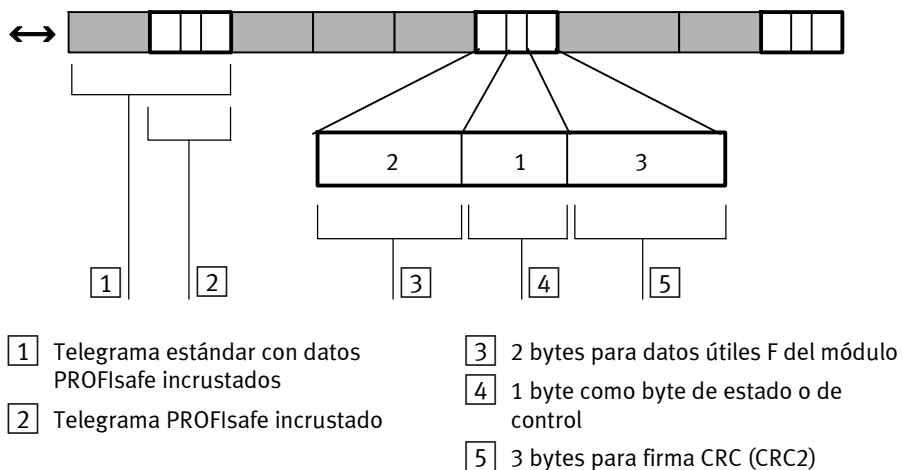 2 1 3
1 2 3 4 5
1 Telegrama estándar con datos
PROFIsafe incrustados
2 Telegrama PROFIsafe incrustado
3 2 bytes para datos útiles F del módulo
4 1 byte como byte de estado o de
control
5 3 bytes para firma CRC (CRC2)